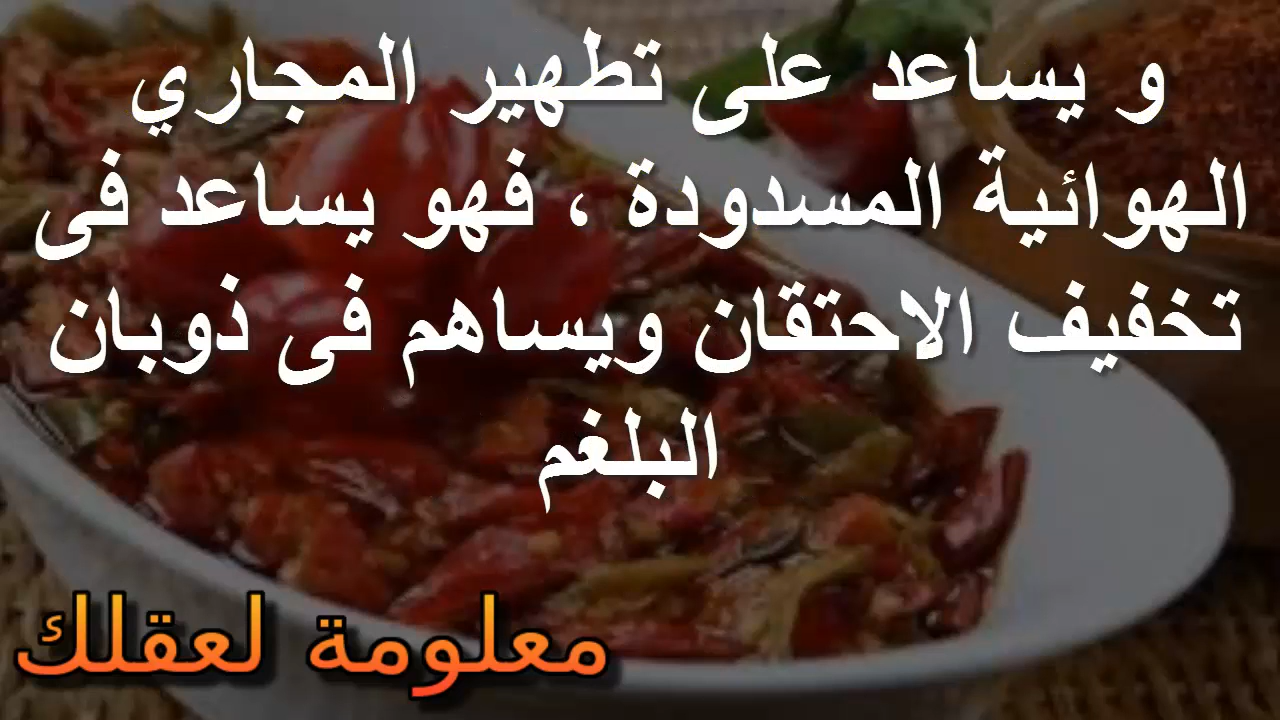 و يساعد على تطهير المجاري
الهوائية المسدودة ، فهو يساعد فى
تخفيف الاحتقان ويساهم فى ذوبان
البلغم
معلومة لعقلك